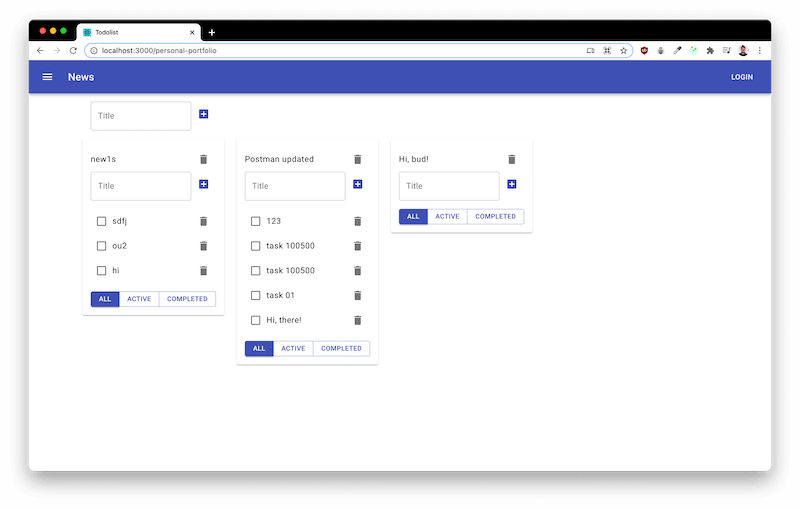 Todolist
localhost:3000/personal-portfolio
News
LOGIN
Title
new1s
Title
sdfj
ou2
hi
ALL
ACTIVE
COMPLETED
Postman updated
Title
123
task 100500
task 100500
task 01
Hi, there!
ALL
ACTIVE
COMPLETED
Hi, bud!
Title
ALL
ACTIVE
COMPLETED